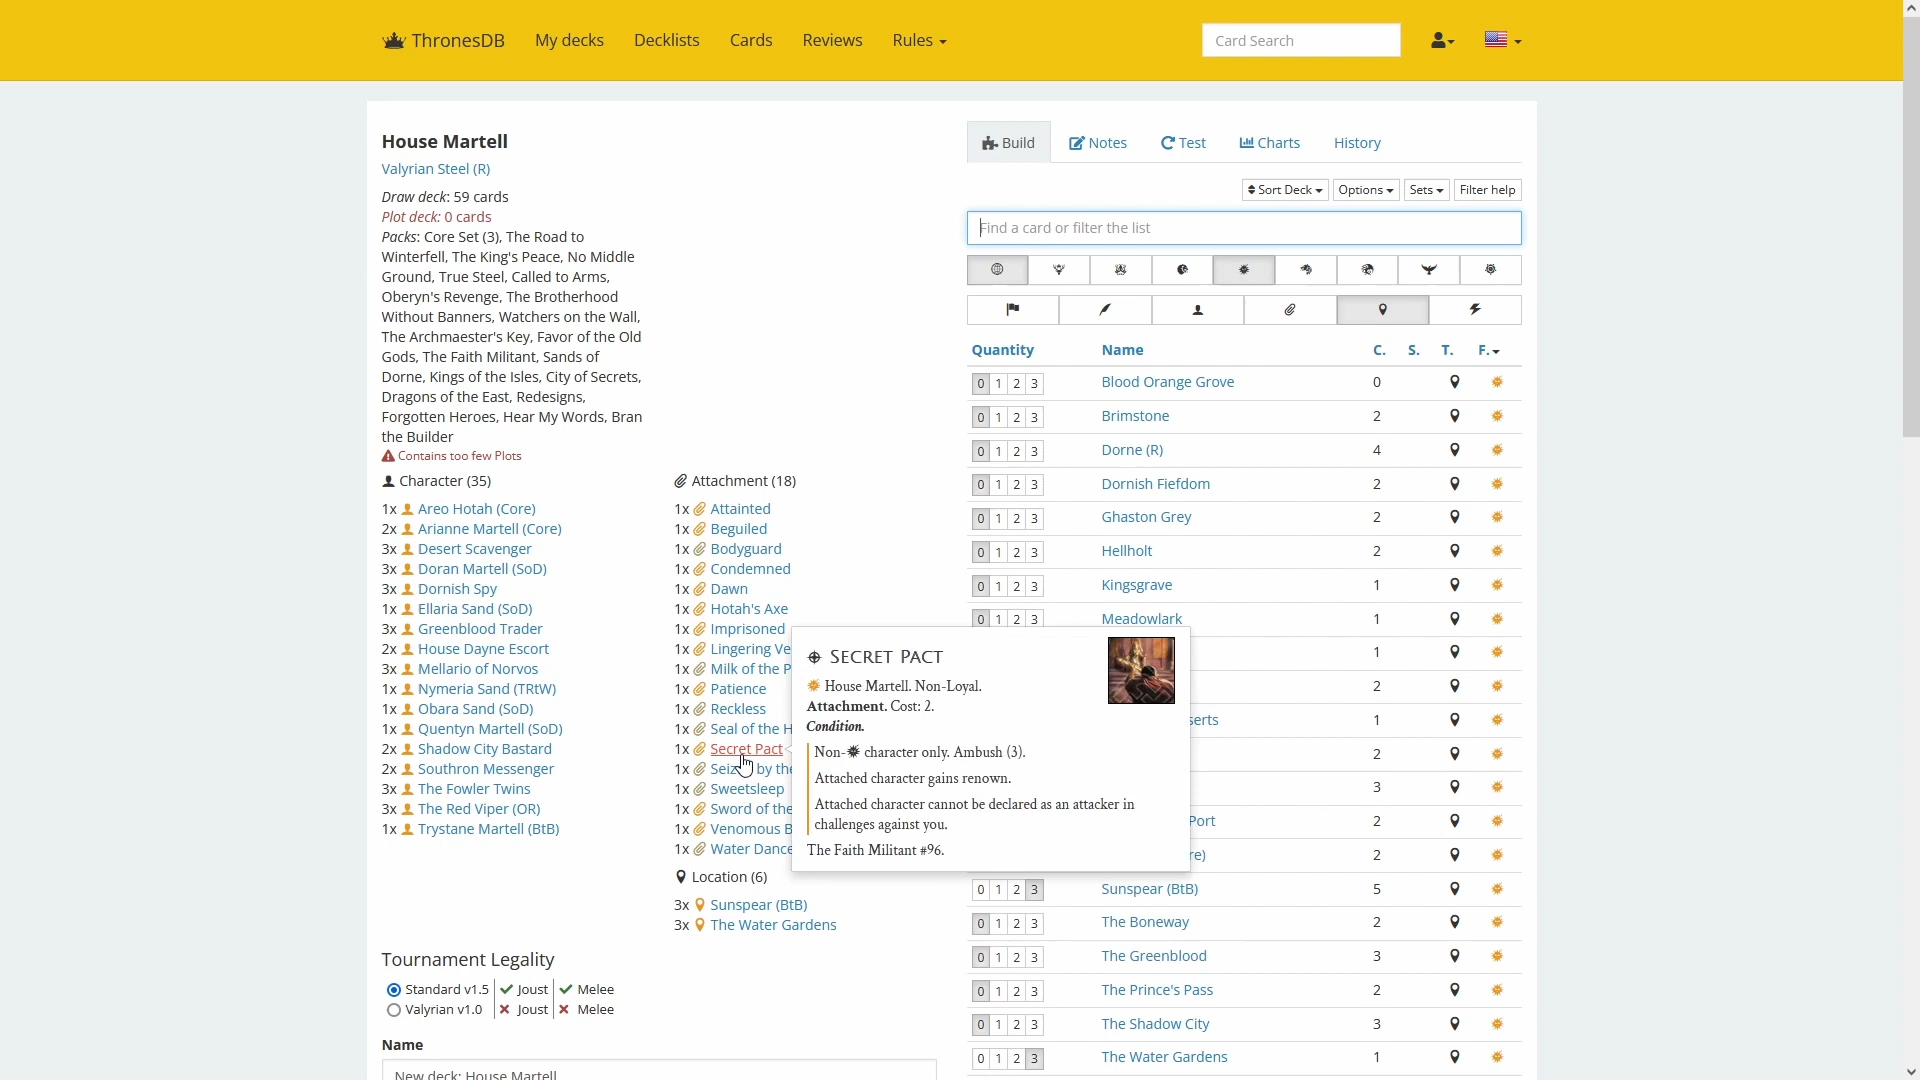 ThronesDB My decks Decklists Cards Reviews Rules Card Search
House Martell
Valyrian Steel (R)
Draw deck: 59 cards
Plot deck: 0 cards
Packs: Core Set (3), The Road to
Winterfell, The King's Peace, No Middle
Ground, True Steel, Called to Arms,
Oberyn's Revenge, The Brotherhood
Without Banners, Watchers on the Wall,
The Archmaester's Key, Favor of the Old
Gods, The Faith Militant, Sands of
Dorne, Kings of the Isles, City of Secrets,
Dragons of the East, Redesigns,
Forgotten Heroes, Hear My Words, Bran
the Builder
Contains too few Plots
Character (35)
1x Areo Hotah (Core)
2x Arianne Martell (Core)
3x Desert Scavenger
3x Doran Martell (SoD)
3x Dornish Spy
1x Ellaria Sand (SoD)
3x Greenblood Trader
2x House Dayne Escort
3x Mellario of Norvos
1x Nymeria Sand (TRtW)
1x Obara Sand (SoD)
1x Quentyn Martell (SoD)
2x Shadow City Bastard
2x Southron Messenger
3x The Fowler Twins
3x The Red Viper (OR)
1x Trystane Martell (BtB)
Attachment (18)
1x Attainted
1x Beguiled
1x Bodyguard
1x Condemned
1x Dawn
1x Hotah's Axe
1x Imprisoned
1x Lingering Ve
1x Milk of the P
1x Patience
1x Reckless
1x Seal of the H
1x Secret Pact
1x by the
1x Sweetsleep
1x Sword of the
1x Venomous B
1x Water Dance
Location (6)
3x Sunspear (BtB)
3x The Water Gardens
Tournament Legality
Standard v1.5 Joust Melee
Valyrian v1.0 Joust Melee
Name
New deck: House Martell
Build Notes Test Charts History
Sort Deck Options Sets Filter help
Find a card or filter the list
Quantity Name C. S. T. F.
0 1 2 3 Blood Orange Grove 0
0 1 2 3 Brimstone 2
0 1 2 3 Dorne (R) 4
0 1 2 3 Dornish Fiefdom 2
0 1 2 3 Ghaston Grey 2
0 1 2 3 Hellholt 2
0 1 2 3 Kingsgrave 1
0 1 2 3 Meadowlark 1
1
2
serts 1
2
3
Port 2
re) 2
0 1 2 3 Sunspear (BtB) 5
0 1 2 3 The Boneway 2
0 1 2 3 The Greenblood 3
0 1 2 3 The Prince's Pass 2
0 1 2 3 The Shadow City 3
0 1 2 3 The Water Gardens 1
SECRET PACT
House Martell. Non-Loyal.
Attachment. Cost: 2.
Condition.
Non- character only. Ambush (3).
Attached character gains renown.
Attached character cannot be declared as an attacker in
challenges against you.
The Faith Militant #96.